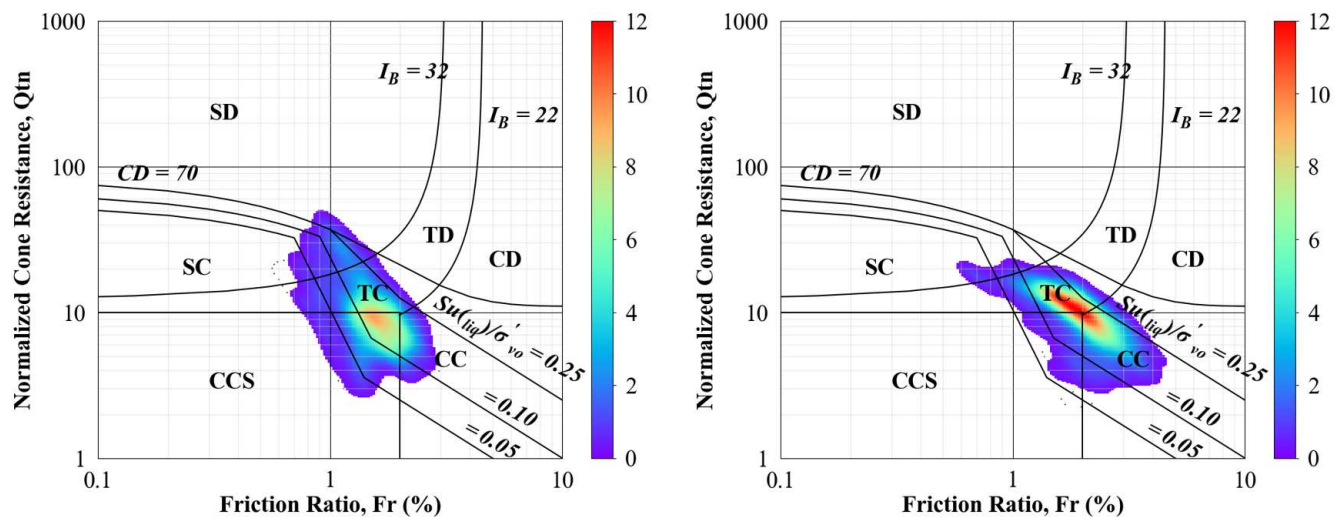 1000
100
10
1
0.1
1
10
Normalized Cone Resistance, Qtn
Friction Ratio, Fr (%)
SD
I_B = 32
I_B = 22
CD = 70
TD
CD
SC
TC
Su(liq)/σ'vo = 0.25
CC
CCS
=0.10
=0.05
12
10
8
6
4
2
0
1000
100
10
1
0.1
1
10
Normalized Cone Resistance, Qtn
Friction Ratio, Fr (%)
SD
I_B = 32
I_B = 22
CD = 70
TD
CD
SC
TC
Su(liq)/σ'vo = 0.25
CC
CCS
=0.10
=0.05
12
10
8
6
4
2
0